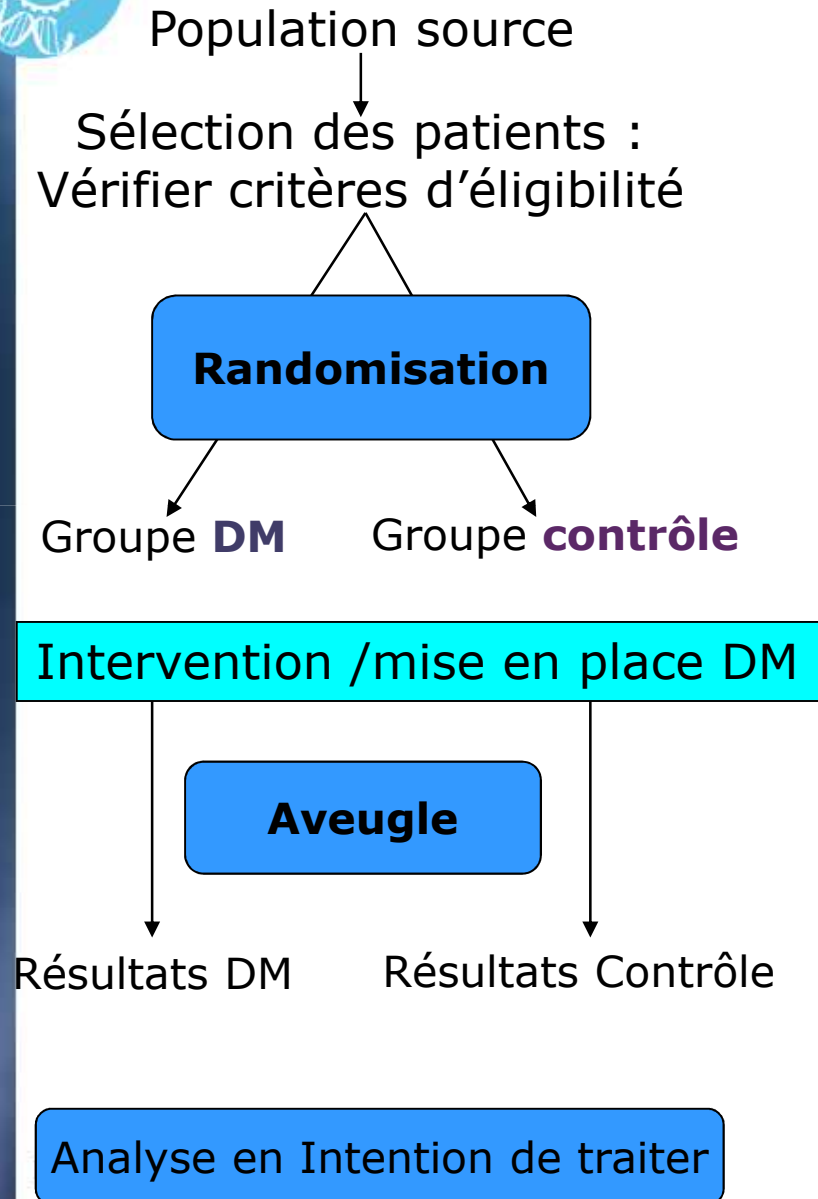 Population source
Sélection des patients :
Vérifier critères d’éligibilité
Randomisation
Groupe DM
Groupe contrôle
Intervention /mise en place DM
Aveugle
Résultats DM
Résultats Contrôle
Analyse en Intention de traiter